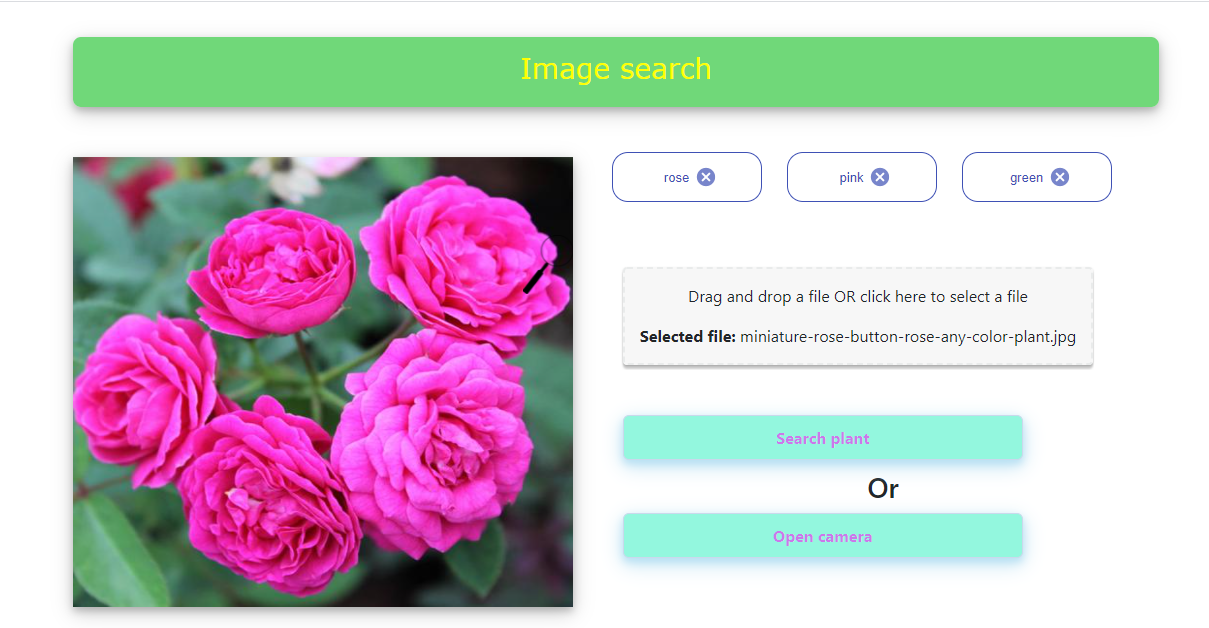 Image search
rose
pink
green
Drag and drop a file OR click here to select a file
Selected file: miniature-rose-button-rose-any-color-plant.jpg
Search plant
Or
Open camera